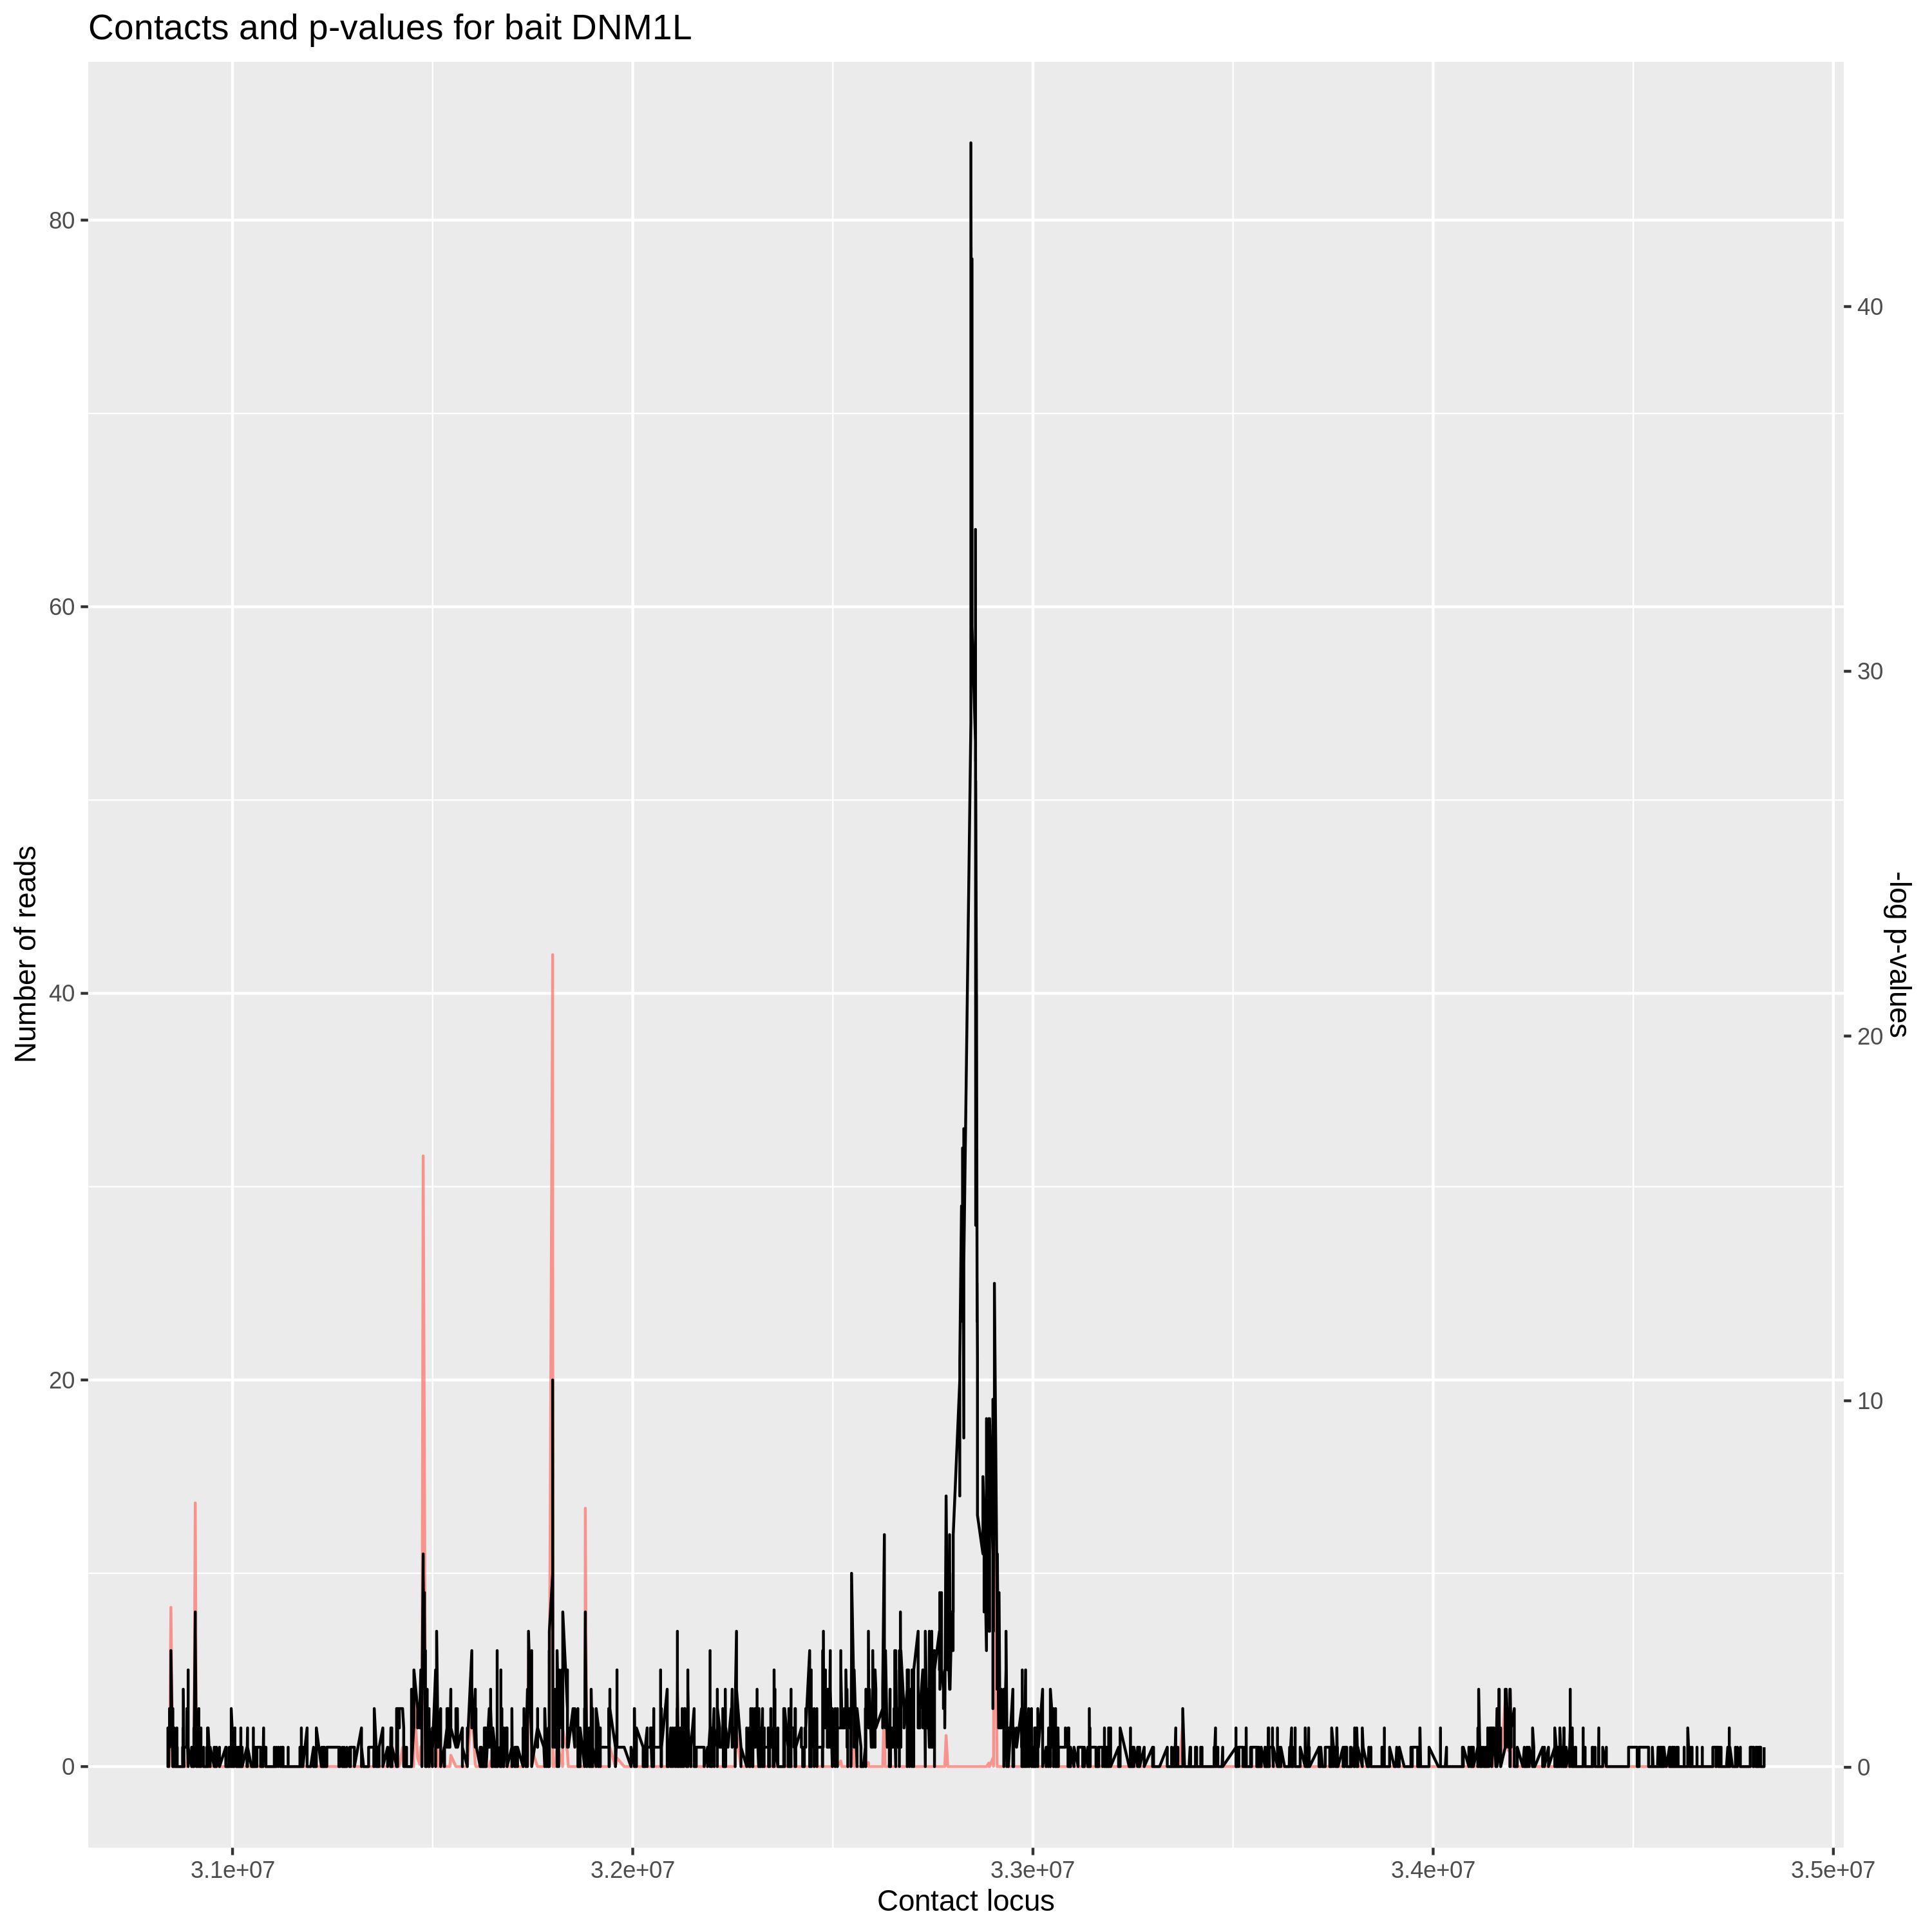 Contacts and p-values for bait DNM1L
80
60
40
20
0
Number of reads
40
30
20
10
0
-log p-values
3.1e+07
3.2e+07
3.3e+07
3.4e+07
3.5e+07
Contact locus